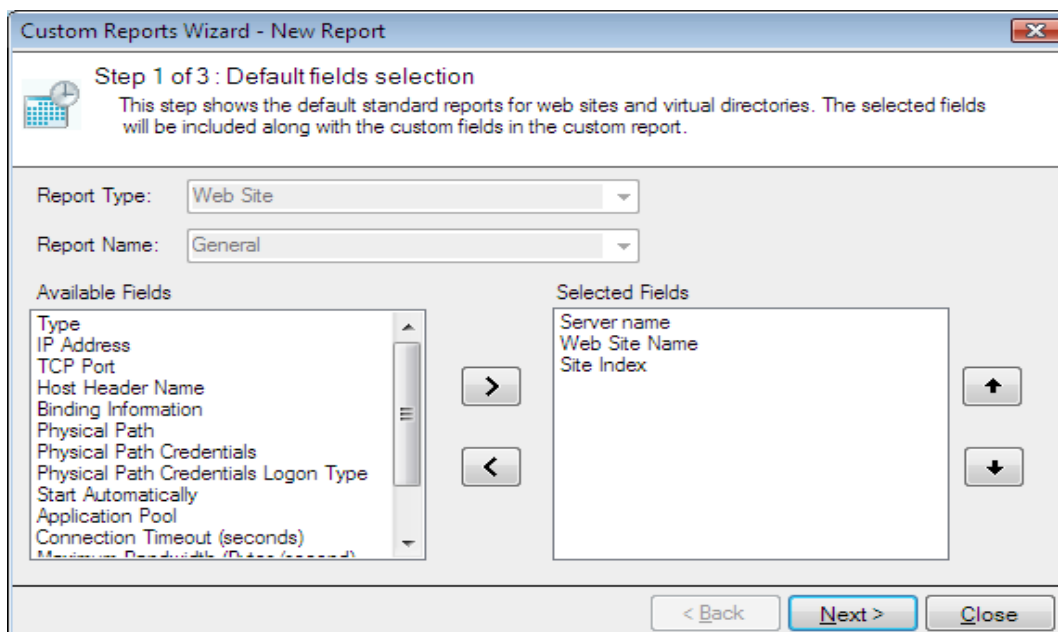 Custom Reports Wizard - New Report
Step 1 of 3 : Default fields selection
This step shows the default standard reports for web sites and virtual directories. The selected fields
will be included along with the custom fields in the custom report.
Report Type: Web Site
Report Name: General
Available Fields
Type
IP Address
TCP Port
Host Header Name
Binding Information
Physical Path
Physical Path Credentials
Physical Path Credentials Logon Type
Start Automatically
Application Pool
Connection Timeout (seconds)
Maximum Bandwidth (Bytes/second)
Selected Fields
Server name
Web Site Name
Site Index
>
<
< Back
Next >
Close